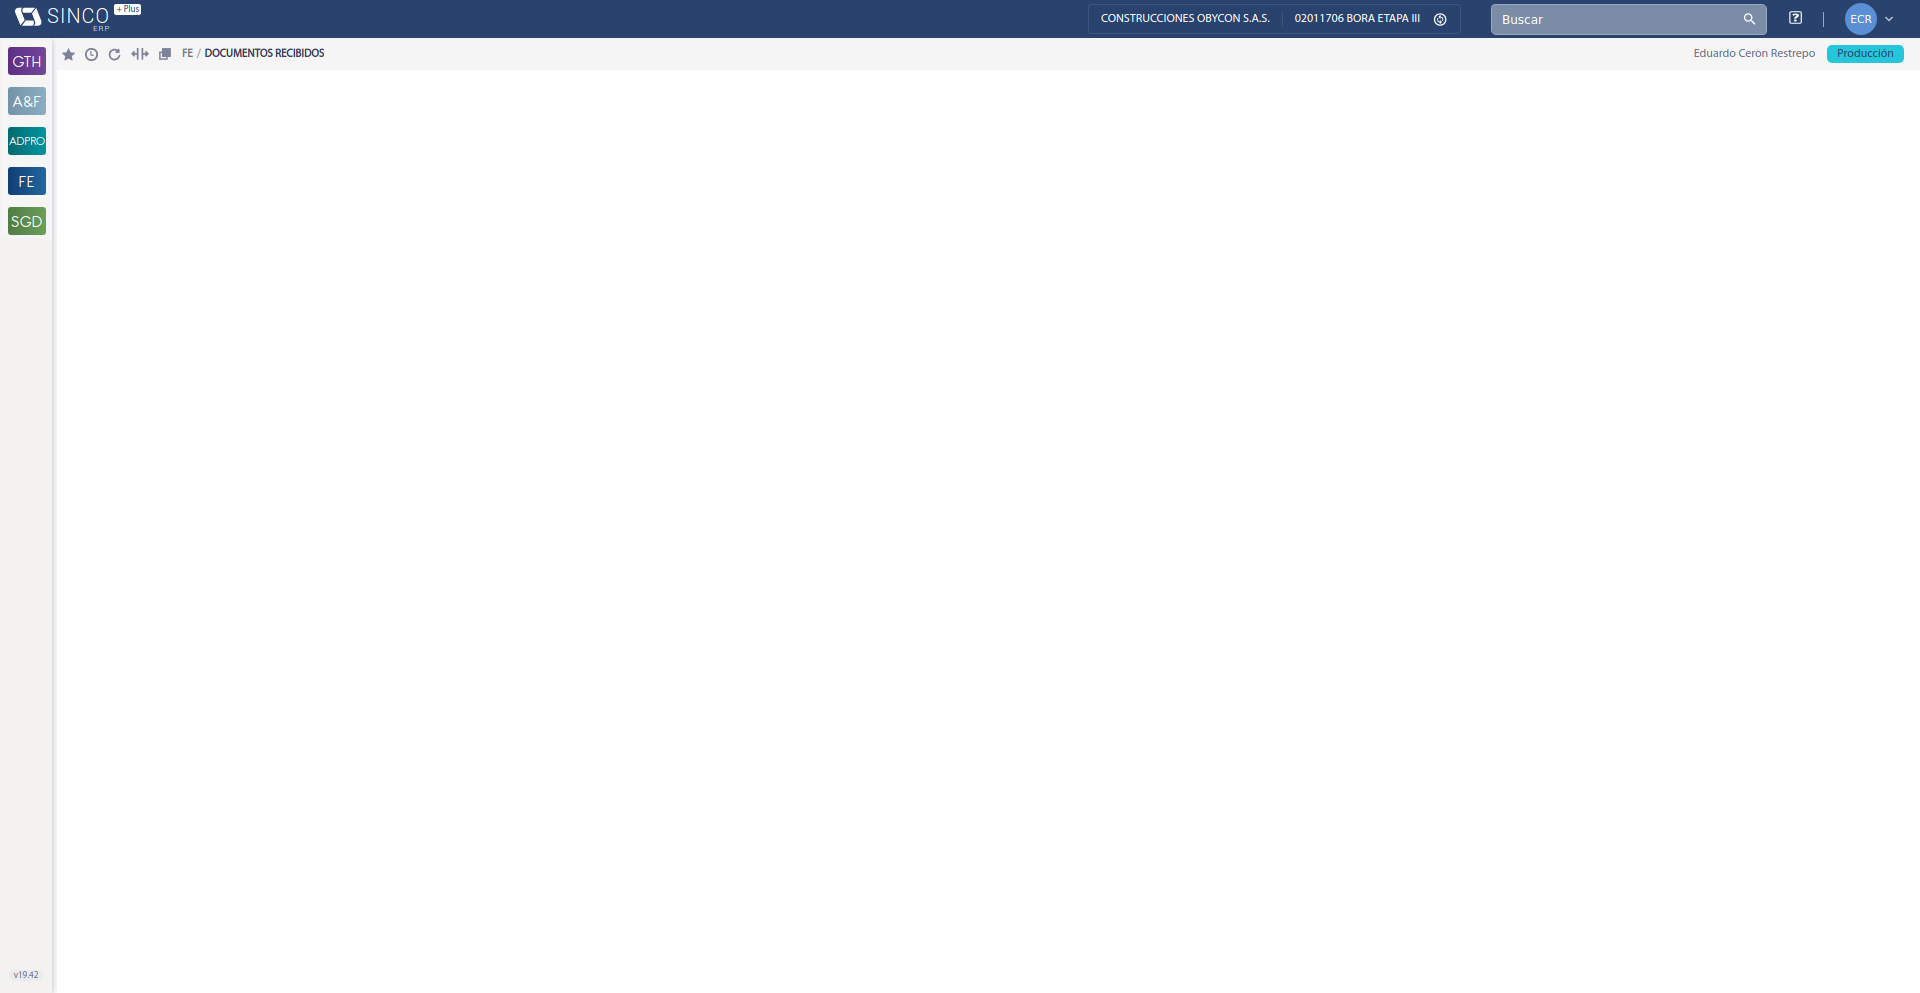 SINCO + Plus
ERP
CONSTRUCCIONES OBYCON S.A.S. 02011706 BORA ETAPA III
Buscar
ECR
FE / DOCUMENTOS RECIBIDOS
Eduardo Ceron Restrepo Producción
GTH
A&F
ADPRO
FE
SGD
v19.42